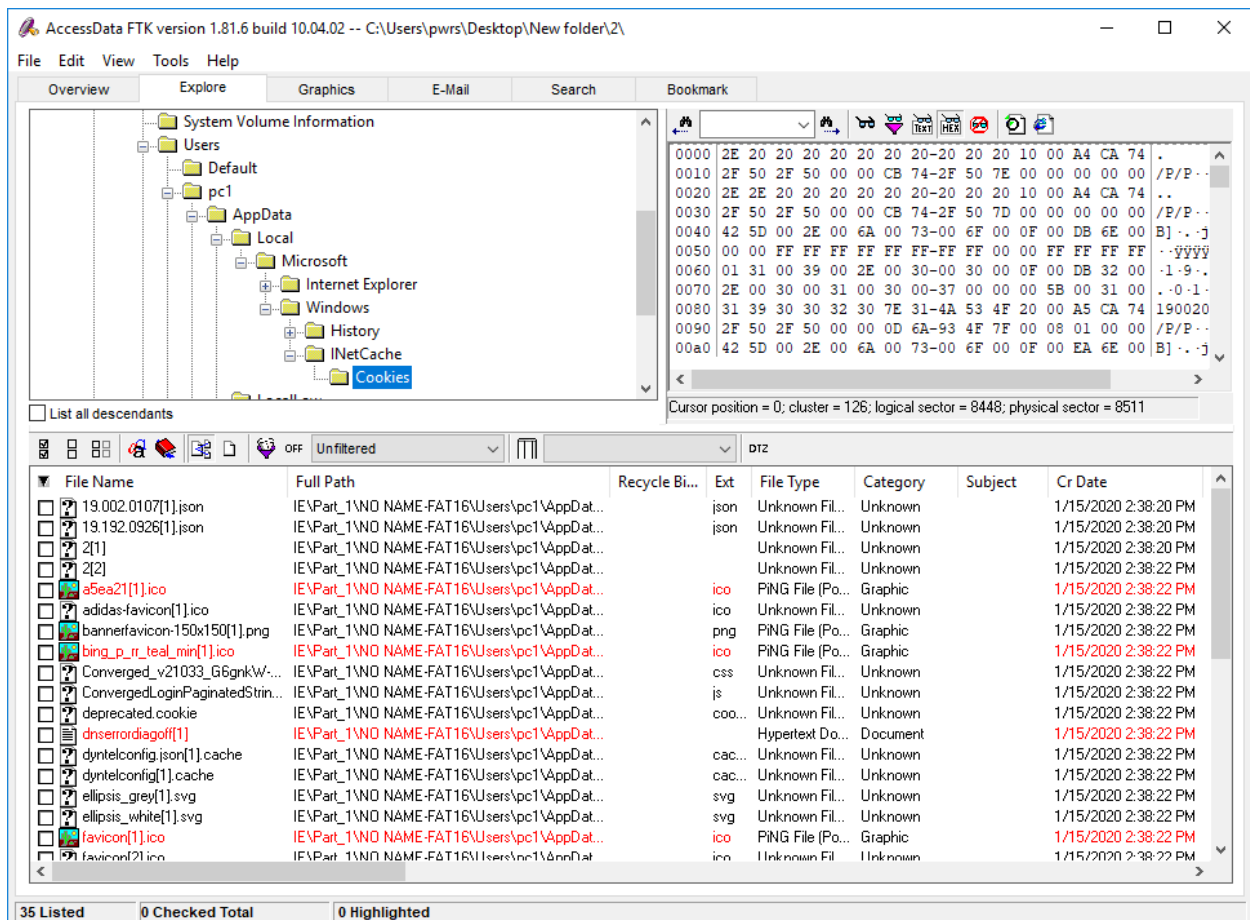 AccessData FTK version 1.81.6 build 10.04.02 -- C:\Users\pwrs\Desktop\New folder\2\
File Edit View Tools Help
Overview Explore Graphics E-Mail Search Bookmark
System Volume Information
Users
Default
pc1
AppData
Local
Microsoft
Internet Explorer
Windows
History
INetCache
Cookies
List all descendants
TEXT HEX
0000 2E 20 20 20 20 20 20 20-20 20 20 10 00 A4 CA 74 .
0010 2F 50 2F 50 00 00 CB 74-2F 50 7E 00 00 00 00 00 /P/P··
0020 2E 2E 20 20 20 20 20 20-20 20 20 10 00 A4 CA 74 ..
0030 2F 50 2F 50 00 00 CB 74-2F 50 7D 00 00 00 00 00 /P/P··
0040 42 5D 00 2E 00 6A 00 73-00 6F 00 0F 00 DB 6E 00 B]·.·j
0050 00 00 FF FF FF FF FF FF-FF FF 00 00 FF FF FF FF ··ÿÿÿÿ
0060 01 31 00 39 00 2E 00 30-00 30 00 0F 00 DB 32 00 ·1·9·.
0070 2E 00 30 00 31 00 30 00-37 00 00 00 5B 00 31 00 .·0·1·
0080 31 39 30 30 32 30 7E 31-4A 53 4F 20 00 A5 CA 74 190020
0090 2F 50 2F 50 00 00 0D 6A-93 4F 7F 00 08 01 00 00 /P/P··
00a0 42 5D 00 2E 00 6A 00 73-00 6F 00 0F 00 EA 6E 00 B]·.·j
Cursor position = 0; cluster = 126; logical sector = 8448; physical sector = 8511
OFF Unfiltered DTZ
File Name Full Path Recycle Bi... Ext File Type Category Subject Cr Date
19.002.0107[1].json IE\Part_1\NO NAME-FAT16\Users\pc1\AppDat... json Unknown Fil... Unknown 1/15/2020 2:38:20 PM
19.192.0926[1].json IE\Part_1\NO NAME-FAT16\Users\pc1\AppDat... json Unknown Fil... Unknown 1/15/2020 2:38:20 PM
2[1] IE\Part_1\NO NAME-FAT16\Users\pc1\AppDat... Unknown Fil... Unknown 1/15/2020 2:38:20 PM
2[2] IE\Part_1\NO NAME-FAT16\Users\pc1\AppDat... Unknown Fil... Unknown 1/15/2020 2:38:20 PM
a5ea21[1].ico IE\Part_1\NO NAME-FAT16\Users\pc1\AppDat... ico PiNG File (Po... Graphic 1/15/2020 2:38:22 PM
adidas-favicon[1].ico IE\Part_1\NO NAME-FAT16\Users\pc1\AppDat... ico Unknown Fil... Unknown 1/15/2020 2:38:22 PM
bannerfavicon-150x150[1].png IE\Part_1\NO NAME-FAT16\Users\pc1\AppDat... png PiNG File (Po... Graphic 1/15/2020 2:38:22 PM
bing_p_rr_teal_min[1].ico IE\Part_1\NO NAME-FAT16\Users\pc1\AppDat... ico PiNG File (Po... Graphic 1/15/2020 2:38:22 PM
Converged_v21033_G6gnkW-... IE\Part_1\NO NAME-FAT16\Users\pc1\AppDat... css Unknown Fil... Unknown 1/15/2020 2:38:22 PM
ConvergedLoginPaginatedStrin... IE\Part_1\NO NAME-FAT16\Users\pc1\AppDat... js Unknown Fil... Unknown 1/15/2020 2:38:22 PM
deprecated.cookie IE\Part_1\NO NAME-FAT16\Users\pc1\AppDat... coo... Unknown Fil... Unknown 1/15/2020 2:38:22 PM
dnserrordiagoff[1] IE\Part_1\NO NAME-FAT16\Users\pc1\AppDat... Hypertext Do... Document 1/15/2020 2:38:22 PM
dyntelconfig.json[1].cache IE\Part_1\NO NAME-FAT16\Users\pc1\AppDat... cac... Unknown Fil... Unknown 1/15/2020 2:38:22 PM
dyntelconfig[1].cache IE\Part_1\NO NAME-FAT16\Users\pc1\AppDat... cac... Unknown Fil... Unknown 1/15/2020 2:38:22 PM
ellipsis_grey[1].svg IE\Part_1\NO NAME-FAT16\Users\pc1\AppDat... svg Unknown Fil... Unknown 1/15/2020 2:38:22 PM
ellipsis_white[1].svg IE\Part_1\NO NAME-FAT16\Users\pc1\AppDat... svg Unknown Fil... Unknown 1/15/2020 2:38:22 PM
favicon[1].ico IE\Part_1\NO NAME-FAT16\Users\pc1\AppDat... ico PiNG File (Po... Graphic 1/15/2020 2:38:22 PM
favicon[2].ico IE\Part_1\NO NAME-FAT16\Users\pc1\AppDat... ico Unknown Fil... Unknown 1/15/2020 2:38:22 PM
35 Listed 0 Checked Total 0 Highlighted